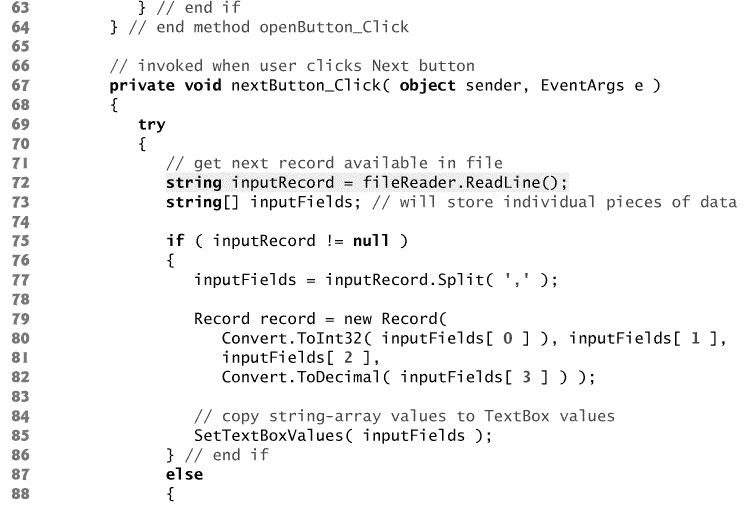 63 } // end if
64 } // end method openButton_Click
65
66 // invoked when user clicks Next button
67 private void nextButton_Click( object sender, EventArgs e )
68 {
69 try
70 {
71 // get next record available in file
72 string inputRecord = fileReader.ReadLine();
73 string[] inputFields; // will store individual pieces of data
74
75 if ( inputRecord != null )
76 {
77 inputFields = inputRecord.Split( ',' );
78
79 Record record = new Record(
80 Convert.ToInt32( inputFields[ 0 ] ), inputFields[ 1 ],
81 inputFields[ 2 ],
82 Convert.ToDecimal( inputFields[ 3 ] ) );
83
84 // copy string-array values to TextBox values
85 SetTextBoxValues( inputFields );
86 } // end if
87 else
88 {